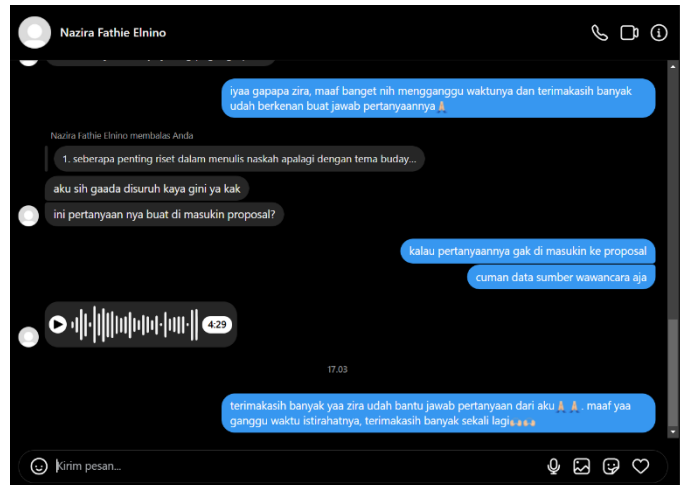 Nazira Fathie Elnino
iyaa gapapa zira, maaf banget nih mengganggu waktunya dan terimakasih banyak
udah berkenan buat jawab pertanyaannya🙏🏼
Nazira Fathie Elnino membalas Anda
1. seberapa penting riset dalam menulis naskah apalagi dengan tema buday...
aku sih gaada disuruh kaya gini ya kak
ini pertanyaan nya buat di masukin proposal?
kalau pertanyaannya gak di masukin ke proposal
cuman data sumber wawancara aja
4:29
17.03
terimakasih banyak yaa zira udah bantu jawab pertanyaan dari aku🙏🏼 🙏🏼 . maaf yaa
ganggu waktu istirahatnya, terimakasih banyak sekali lagi🙌🏻🙌🏻
Kirim pesan...